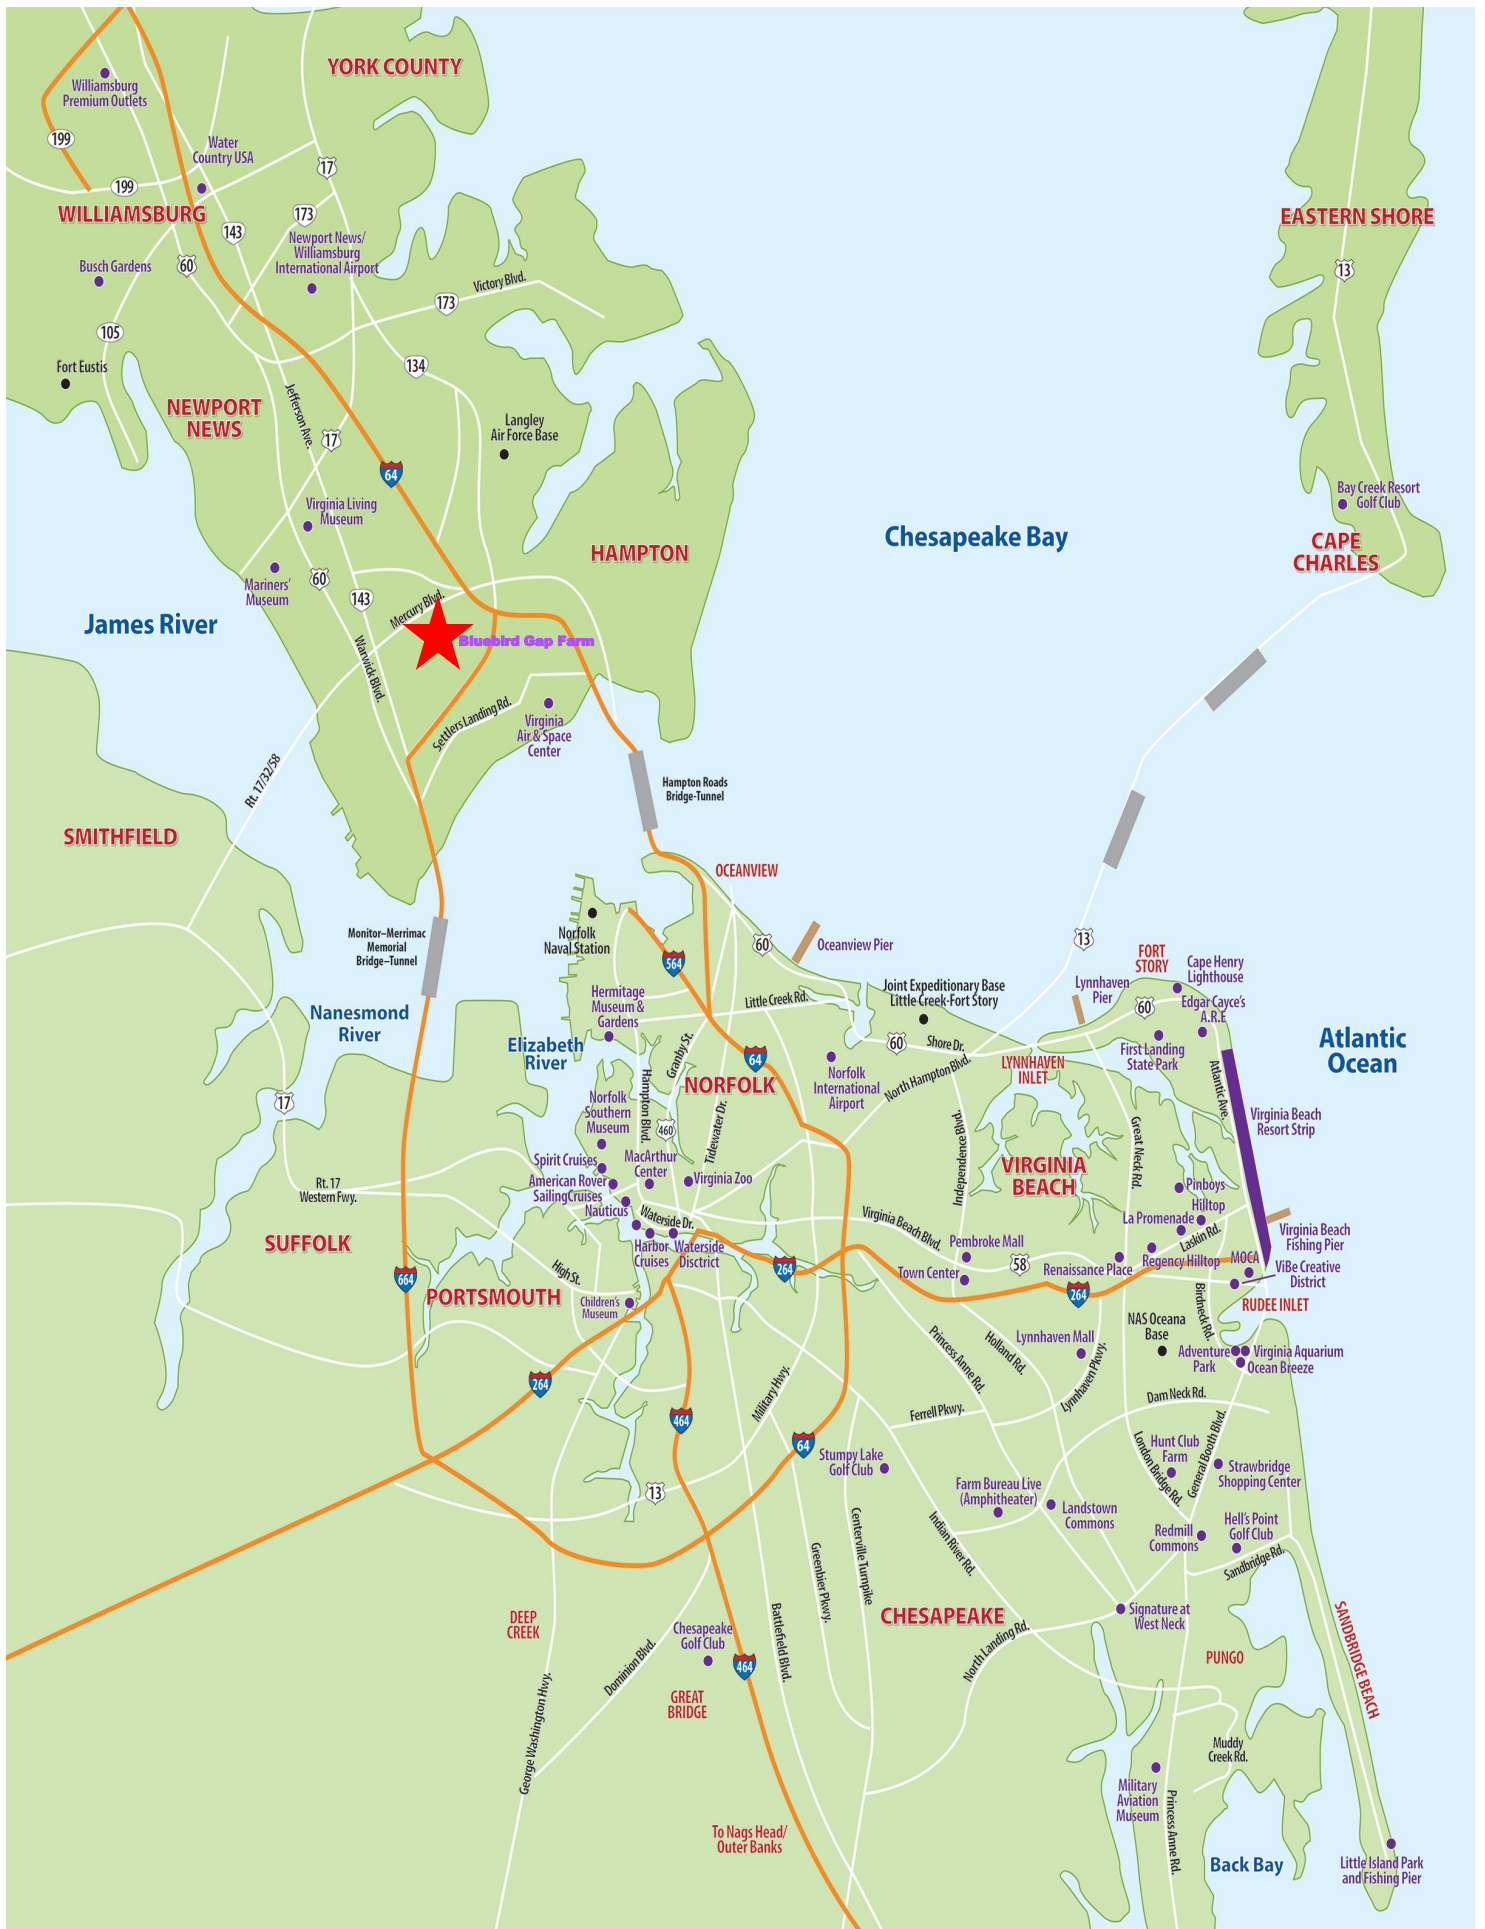 YORK COUNTY
Williamsburg
Premium Outlets
199
Water
Country USA
17
199
WILLIAMSBURG
173
143
Newport News/
Williamsburg
International Airport
Busch Gardens
60
Victory Blvd.
173
105
Fort Eustis
134
NEWPORT
NEWS
Jefferson Ave.
17
Langley
Air Force Base
64
Virginia Living
Museum
HAMPTON
Mariners'
Museum
60
143
Mercury Blvd.
James River
Bluebird Gap Farm
Warwick Blvd.
Settlers Landing Rd.
Virginia
Air & Space
Center
Rt. 17/32/58
Hampton Roads
Bridge-Tunnel
SMITHFIELD
Chesapeake Bay
EASTERN SHORE
13
Bay Creek Resort
Golf Club
CAPE
CHARLES
13
OCEANVIEW
Monitor–Merrimac
Memorial
Bridge–Tunnel
Norfolk
Naval Station
60
Oceanview Pier
564
Joint Expeditionary Base
Little Creek-Fort Story
Lynnhaven
Pier
FORT
STORY
Cape Henry
Lighthouse
Edgar Cayce's
A.R.E
60
Hermitage
Museum &
Gardens
Little Creek Rd.
Nanesmond
River
Elizabeth
River
Granby St.
64
60
Shore Dr.
First Landing
State Park
LYNNHAVEN
INLET
Atlantic
Ocean
Atlantic Ave.
NORFOLK
Norfolk
International
Airport
North Hampton Blvd.
17
Norfolk
Southern
Museum
Hampton Blvd.
460
Tidewater Dr.
Independence Blvd.
Great Neck Rd.
Virginia Beach
Resort Strip
Spirit Cruises
MacArthur
Center
Virginia Zoo
VIRGINIA
BEACH
American Rover
SailingCruises
Nauticus
Pinboys
Hilltop
Rt. 17
Western Fwy.
Waterside Dr.
Virginia Beach Blvd.
La Promenade
Laskin Rd.
Virginia Beach
Fishing Pier
SUFFOLK
Harbor
Cruises
Waterside
Disctrict
Pembroke Mall
58
Renaissance Place
Regency Hilltop
MOCA
ViBe Creative
District
664
High St.
264
Town Center
264
Birdneck Rd.
RUDEE INLET
PORTSMOUTH
Children's
Museum
NAS Oceana
Base
Princess Anne Rd.
Holland Rd.
Lynnhaven Mall
Adventure
Park
Virginia Aquarium
Ocean Breeze
264
Military Hwy.
Lynnhaven Pkwy.
Dam Neck Rd.
464
Ferrell Pkwy.
64
Stumpy Lake
Golf Club
Hunt Club
Farm
London Bridge Rd.
General Booth Blvd.
Strawbridge
Shopping Center
13
Farm Bureau Live
(Amphitheater)
Landstown
Commons
Centerville Turnpike
Indian River Rd.
Redmill
Commons
Hell's Point
Golf Club
Sandbridge Rd.
Greenbier Pkwy.
DEEP
CREEK
Chesapeake
Golf Club
Battlefield Blvd.
CHESAPEAKE
Signature at
West Neck
SANDBRIDGE BEACH
Dominion Blvd.
464
North Landing Rd.
PUNGO
GREAT
BRIDGE
George Washington Hwy.
Muddy
Creek Rd.
Military
Aviation
Museum
Princess Anne Rd.
To Nags Head/
Outer Banks
Back Bay
Little Island Park
and Fishing Pier